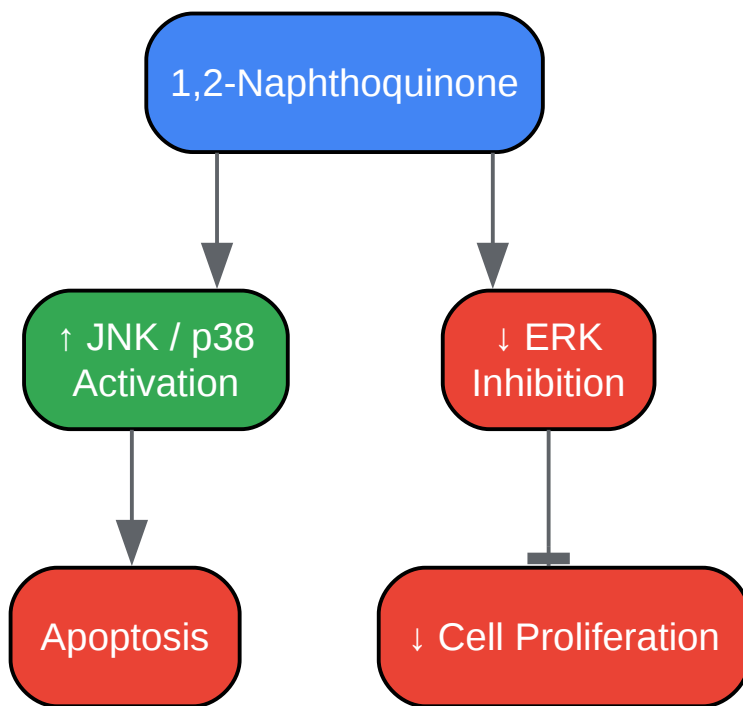 1,2-Naphthoquinone
↑ JNK / p38
Activation
↓ ERK
Inhibition
Apoptosis
↓ Cell Proliferation